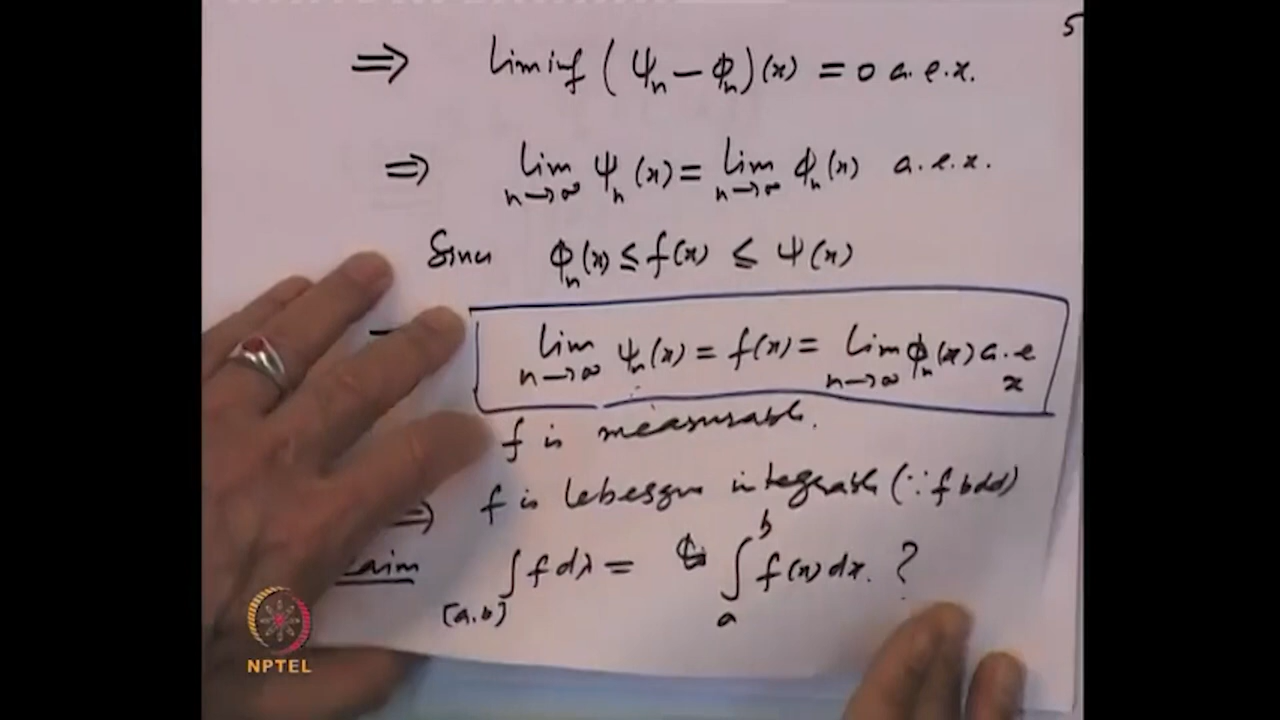 5
⇒ lim inf (ψₙ − ϕₙ)(x) = 0 a.e.x.
⇒ lim n→∞ ψₙ(x) = lim n→∞ ϕₙ(x) a.e.x.
Since ϕₙ(x) ≤ f(x) ≤ ψ(x)
lim n→∞ ψₙ(x) = f(x) = lim n→∞ ϕₙ(x) a.e x
f is measurable.
⇒ f is Lebesgue integrable (∵ f bdd)
∫[a,b] f dλ = ∫ₐᵇ f(x) dx. ?
NPTEL